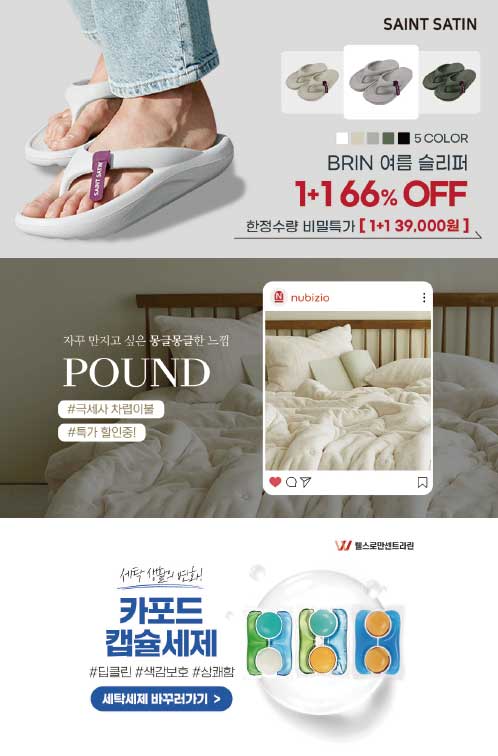 SAINT SATIN
SAINT SATIN
5 COLOR
BRIN 여름 슬리퍼
1+1 66% OFF
한정수량 비밀특가 [ 1+1 39,000원 ]
nubizio
자꾸 만지고 싶은 몽글몽글한 느낌
POUND
#극세사 차렵이불
#특가 할인중!
웰스로만센트라린
세탁 생활의 변화!
카포드
캡슐세제
#딥클린 #색감보호 #상쾌함
세탁세제 바꾸러가기 >